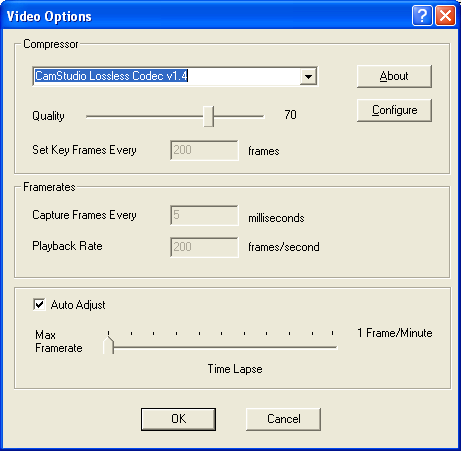 Video Options
Compressor
CamStudio Lossless Codec v1.4
About
Quality 70
Configure
Set Key Frames Every 200 frames
Framerates
Capture Frames Every 5 milliseconds
Playback Rate 200 frames/second
Auto Adjust
Max Framerate
1 Frame/Minute
Time Lapse
OK Cancel